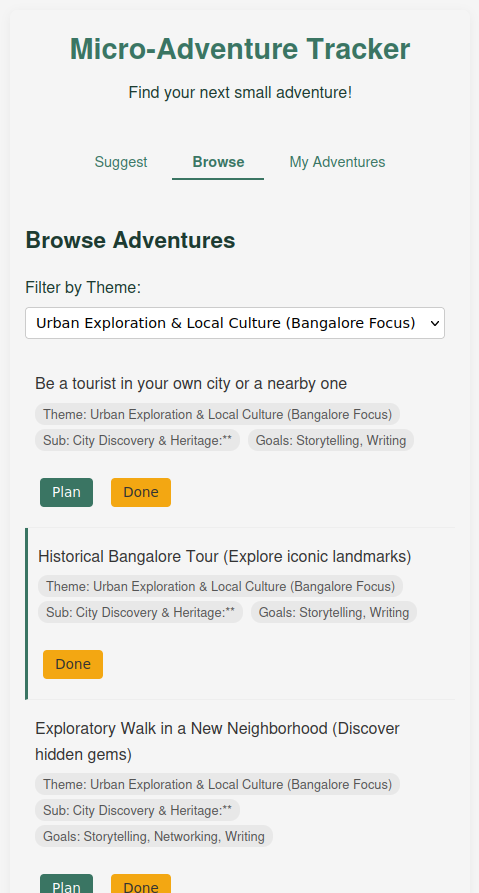 Micro-Adventure Tracker
Find your next small adventure!
Suggest Browse My Adventures
Browse Adventures
Filter by Theme:
Urban Exploration & Local Culture (Bangalore Focus)
Be a tourist in your own city or a nearby one
Theme: Urban Exploration & Local Culture (Bangalore Focus)
Sub: City Discovery & Heritage:** Goals: Storytelling, Writing
Plan Done
Historical Bangalore Tour (Explore iconic landmarks)
Theme: Urban Exploration & Local Culture (Bangalore Focus)
Sub: City Discovery & Heritage:** Goals: Storytelling, Writing
Done
Exploratory Walk in a New Neighborhood (Discover
hidden gems)
Theme: Urban Exploration & Local Culture (Bangalore Focus)
Sub: City Discovery & Heritage:**
Goals: Storytelling, Networking, Writing
Plan Done